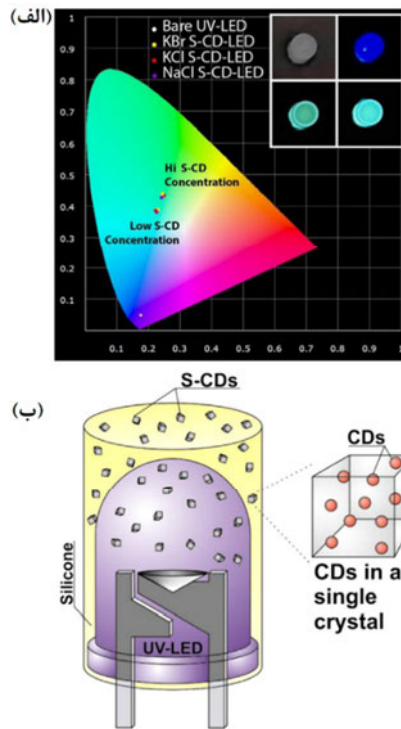 (الف)
Bare UV-LED
KBr S-CD-LED
KCl S-CD-LED
NaCl S-CD-LED
0.9
0.8
0.7
0.6
0.5
0.4
0.3
0.2
0.1
Hi S-CD
Concentration
Low S-CD
Concentration
0.1 0.2 0.3 0.4 0.5 0.6 0.7 0.8 0.9 1
(ب)
S-CDs
CDs
Silicone
CDs in a
single
crystal
UV-LED